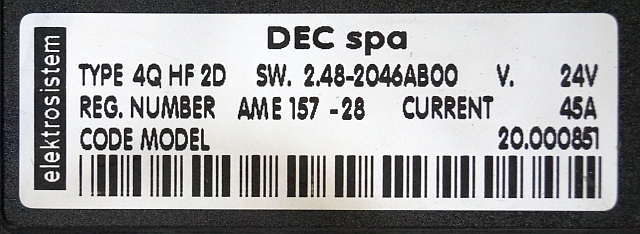 elektrosistem
DEC spa
TYPE 4Q HF 2D SW. 2.48-2046AB00 V. 24V
REG. NUMBER AME 157 -28 CURRENT 45A
CODE MODEL 20.000851